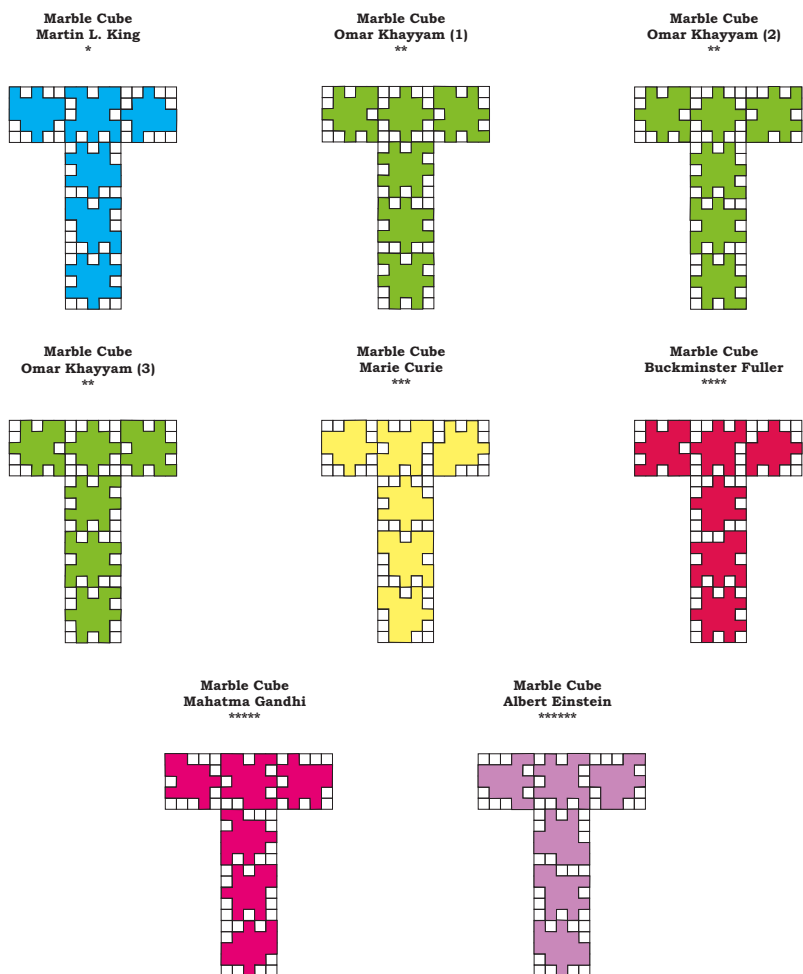 Marble Cube
Martin L. King
*
Marble Cube
Omar Khayyam (1)
**
Marble Cube
Omar Khayyam (2)
**
Marble Cube
Omar Khayyam (3)
**
Marble Cube
Marie Curie
***
Marble Cube
Buckminster Fuller
****
Marble Cube
Mahatma Gandhi
*****
Marble Cube
Albert Einstein
******